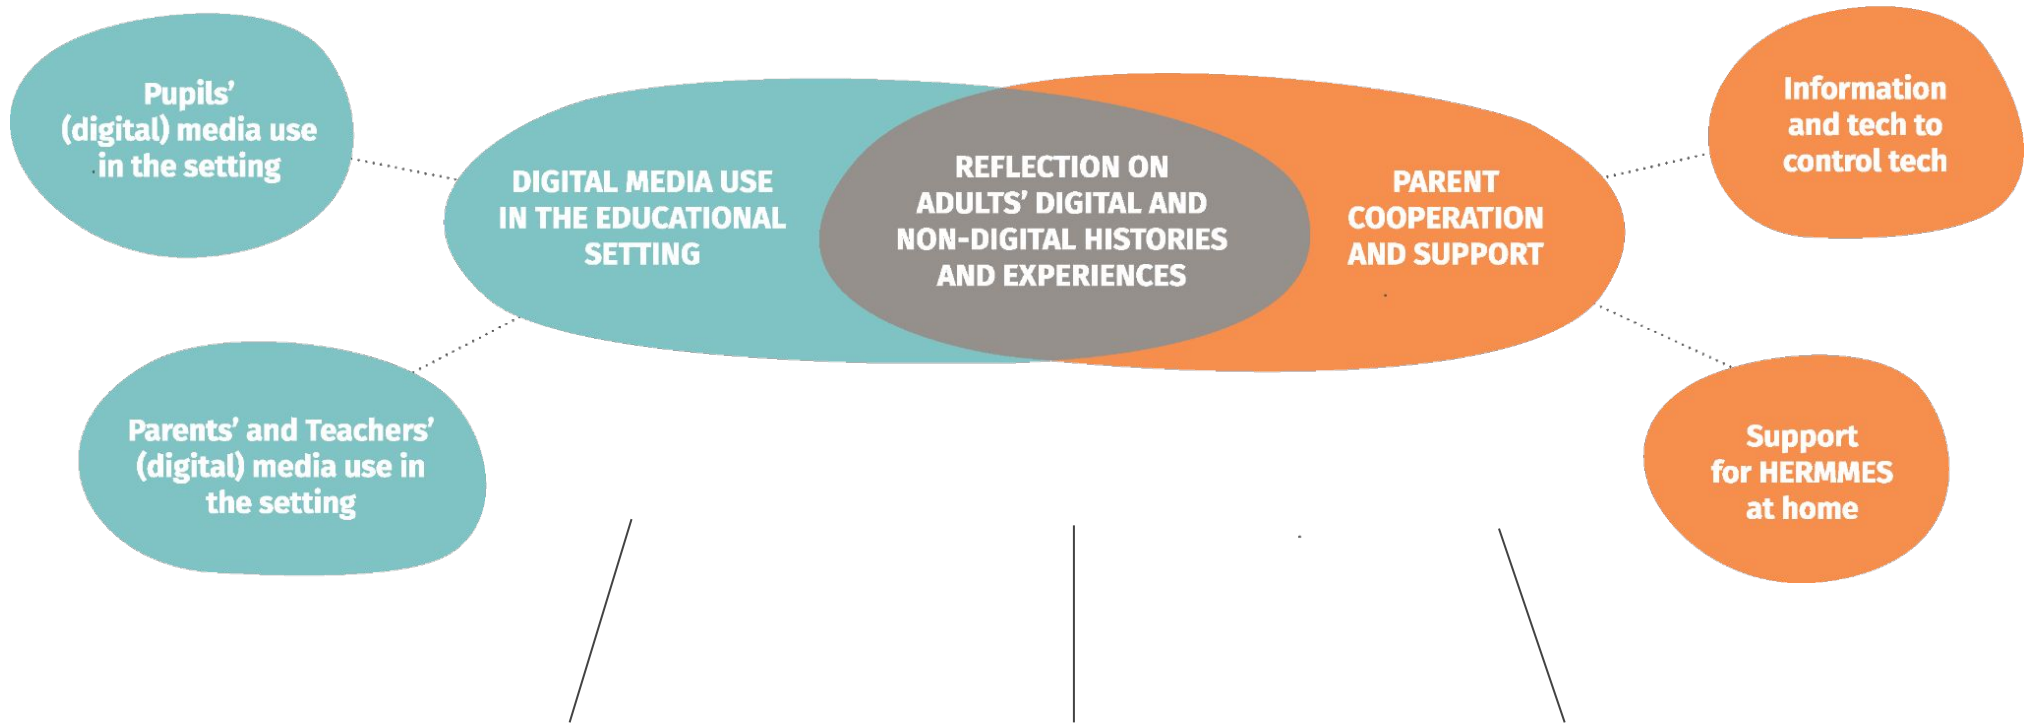 Pupils’
(digital) media use
in the setting
DIGITAL MEDIA USE
IN THE EDUCATIONAL
SETTING
REFLECTION ON
ADULTS’ DIGITAL AND
NON-DIGITAL HISTORIES
AND EXPERIENCES
PARENT
COOPERATION
AND SUPPORT
Information
and tech to
control tech
Parents’ and Teachers’
(digital) media use in
the setting
Support
for HERMMES
at home